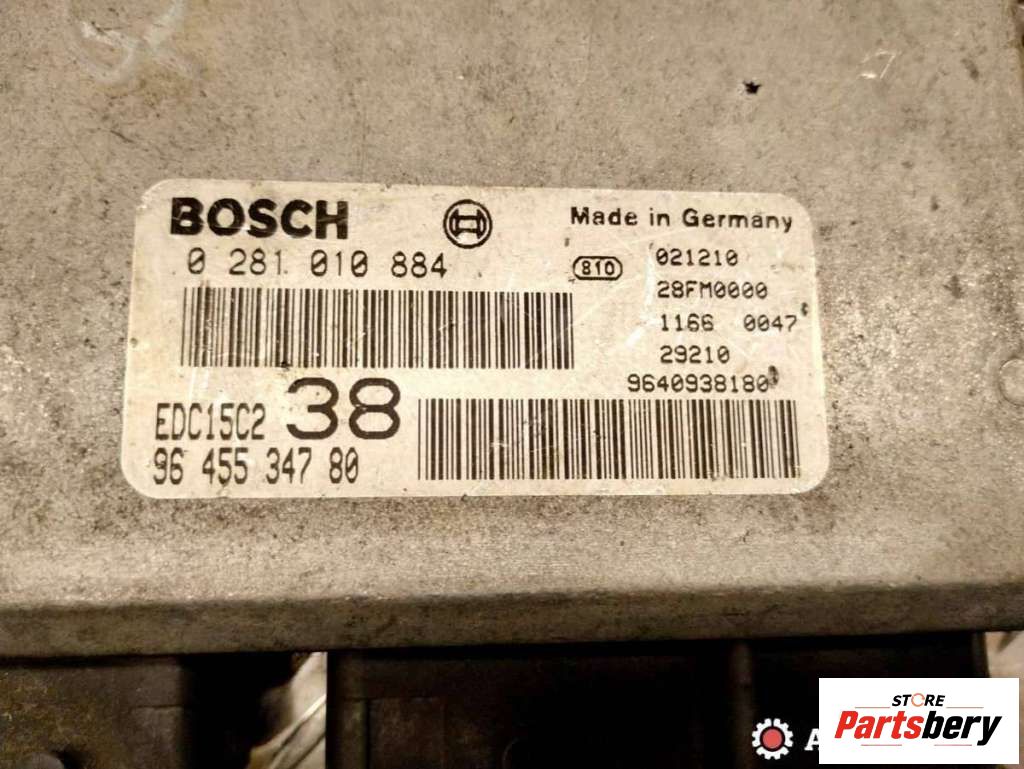 BOSCH
Made in Germany
0 281 010 884
810
021210
28FM0000
1166 0047
29210
9640938180
38
EDC15C2
96 455 347 80
STORE
Partsbery